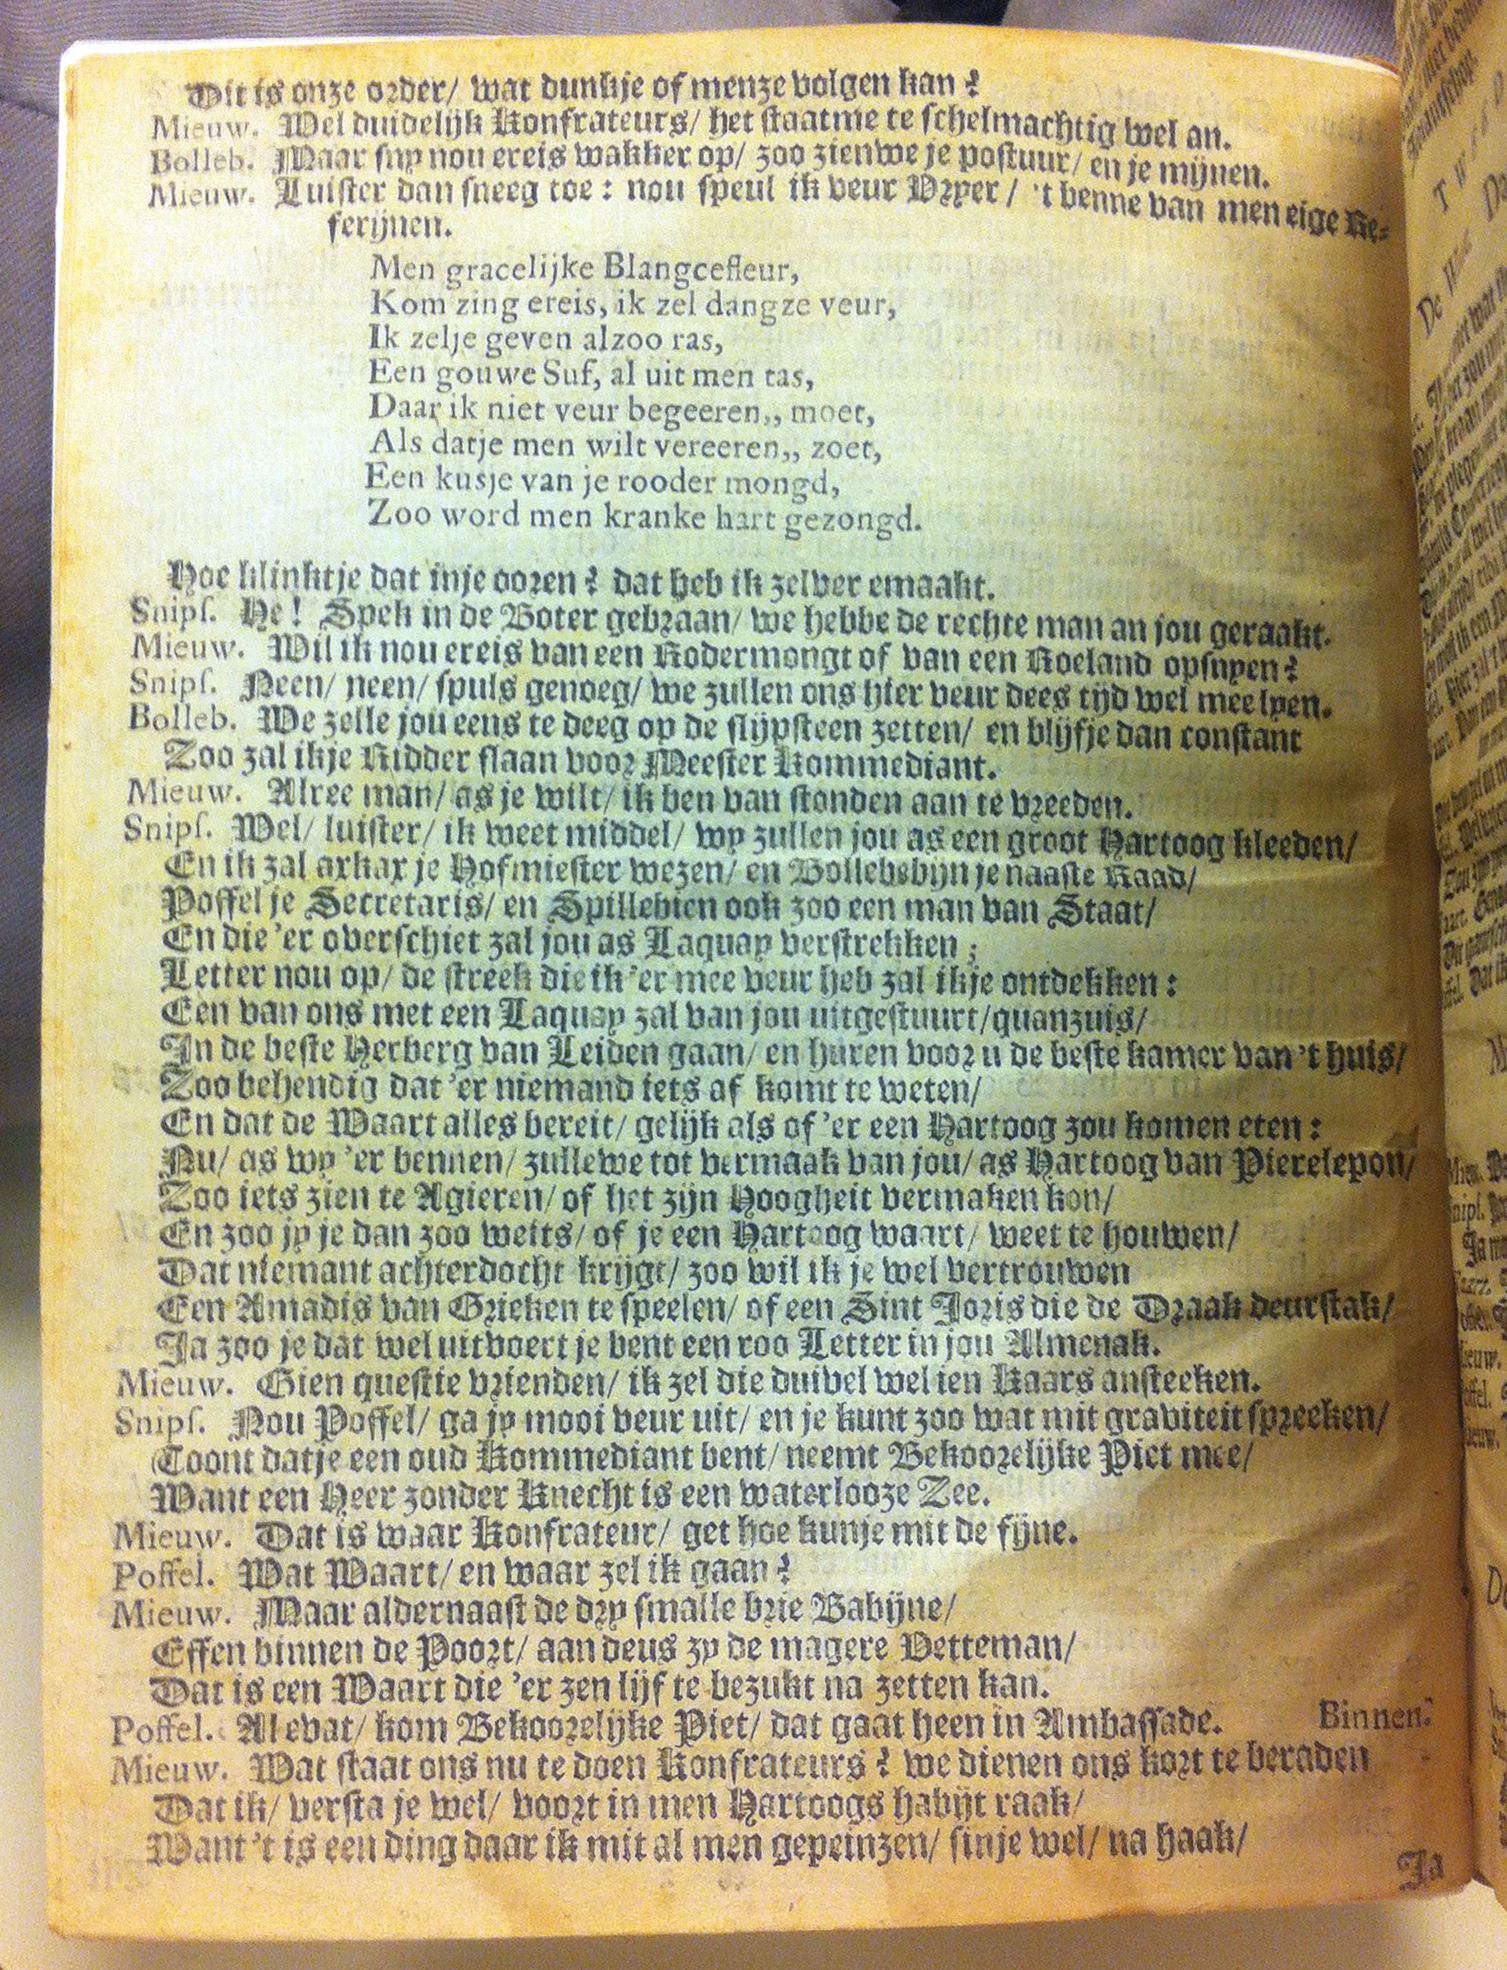 Dit is onze order/ wat dunkje of menze volgen kan?
Mieuw. Wel duidelijk Konfrateurs/ het staatme te schelmachtig wel an.
Bolleb. Maar sny nou ereis wakker op/ zoo zienwe je postuur/ en je mijnen.
Mieuw. Luister dan sneeg toe: nou speul ik veur Vryer/ 't benne van men eige Re-
ferijnen.
Men gracelijke Blangcefleur,
Kom zing ereis, ik zel dangze veur,
Ik zelje geven alzoo ras,
Een gouwe Suf, al uit men tas,
Daar ik niet veur begeeren,, moet,
Als datje men wilt vereeren,, zoet,
Een kusje van je rooder mongd,
Zoo word men kranke hart gezongd.
Hoe klinktje dat inje ooren? dat heb ik zelver emaakt.
Snips. He! Spek in de Boter gebraan/ we hebbe de rechte man an jou geraakt.
Mieuw. Wil ik nou ereis van een Rodermongt of van een Roeland opsnyen?
Snips. Neen/ neen/ spuls genoeg/ we zullen ons hier veur dees tijd wel mee lyen.
Bolleb. We zelle jou eens te deeg op de slijpsteen zetten/ en blijfje dan constant
Zoo zal ikje Ridder slaan voor Meester Kommediant.
Mieuw. Alree man/ as je wilt/ ik ben van stonden aan te vreeden.
Snips. Wel/ luister/ ik weet middel/ wy zullen jou as een groot Hartoog kleeden/
En ik zal axkax je Hofmiester wezen/ en Bollebebijn je naaste Raad/
Poffel je Secretaris/ en Spillebien ook zoo een man van Staat/
En die 'er overschiet zal jou as Laquay verstrekken;
Letter nou op/ de streek die ik 'er mee veur heb zal ikje ontdekken:
Een van ons met een Laquay zal van jou uitgestuurt/ quanzuis/
In de beste Herberg van Leiden gaan/ en huren voor u de beste kamer van 't huis/
Zoo behendig dat 'er niemand iets af komt te weten/
En dat de Waart alles bereit/ gelijk als of 'er een Hartoog zou komen eten:
Nu/ as wy 'er bennen/ zullewe tot vermaak van jou/ as Hartoog van Pierelepon/
Zoo iets zien te Agieren/ of het zijn Hoogheit vermaken kon/
En zoo jy je dan zoo weits/ of je een Hartoog waart/ weet te houwen/
Dat niemant achterdocht krijgt/ zoo wil ik je wel vertrouwen
Een Amadis van Grieken te speelen/ of een Sint Joris die de Draak deurstak/
Ja zoo je dat wel uitvoert je bent een roo Letter in jou Almenak.
Mieuw. Gien questie vrienden/ ik zel die duivel wel ien Kaars ansteeken.
Snips. Nou Poffel/ ga jy mooi veur uit/ en je kunt zoo wat mit graviteit spreeken/
Toont datje een oud Kommediant bent/ neemt Bekoorelijke Piet mee/
Want een Heer zonder Knecht is een waterlooze Zee.
Mieuw. Dat is waar Konfrateur/ get hoe kunje mit de fijne.
Poffel. Wat Waart/ en waar zel ik gaan?
Mieuw. Maar aldernaast de dry smalle brie Babijne/
Effen binnen de Poort/ aan deus zy de magere Vetteman/
Dat is een Waart die 'er zen lijf te bezukt na zetten kan.
Poffel. Al evat/ kom Bekoorelijke Piet/ dat gaat heen in Ambassade. Binnen.
Mieuw. Wat staat ons nu te doen Konfrateurs? we dienen ons kort te beraden
Dat ik/ versta je wel/ voort in men Hartoogs habijt raak/
Want 't is een ding daar ik mit al men gepeinzen/ sinje wel/ na haak/
Ja